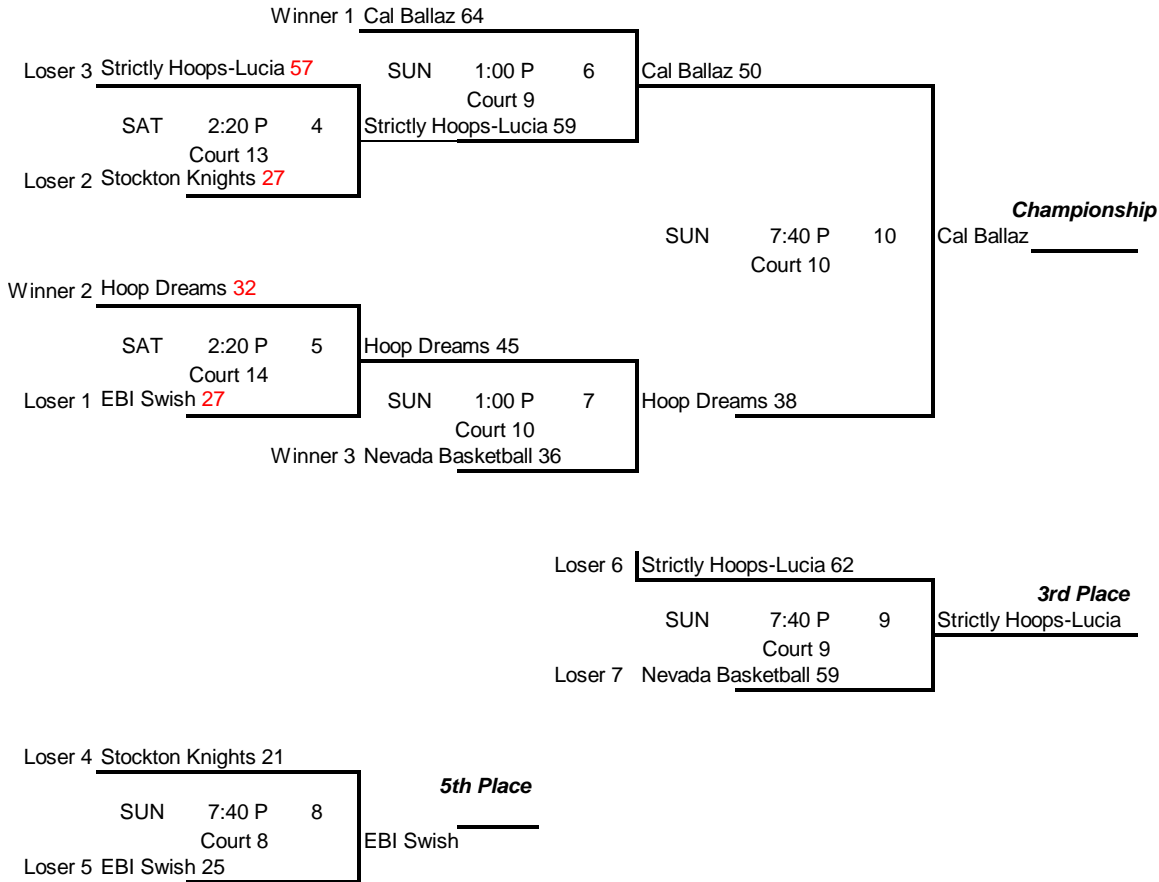 Winner 1 Cal Ballaz 64
Loser 3 Strictly Hoops-Lucia 57
SUN 1:00 P 6 Cal Ballaz 50
Court 9
SAT 2:20 P 4 Strictly Hoops-Lucia 59
Court 13
Loser 2 Stockton Knights 27
Championship
SUN 7:40 P 10 Cal Ballaz
Court 10
Winner 2 Hoop Dreams 32
SAT 2:20 P 5 Hoop Dreams 45
Court 14
Loser 1 EBI Swish 27 SUN 1:00 P 7 Hoop Dreams 38
Court 10
Winner 3 Nevada Basketball 36
Loser 6 Strictly Hoops-Lucia 62
3rd Place
SUN 7:40 P 9 Strictly Hoops-Lucia
Court 9
Loser 7 Nevada Basketball 59
Loser 4 Stockton Knights 21
5th Place
SUN 7:40 P 8
Court 8 EBI Swish
Loser 5 EBI Swish 25